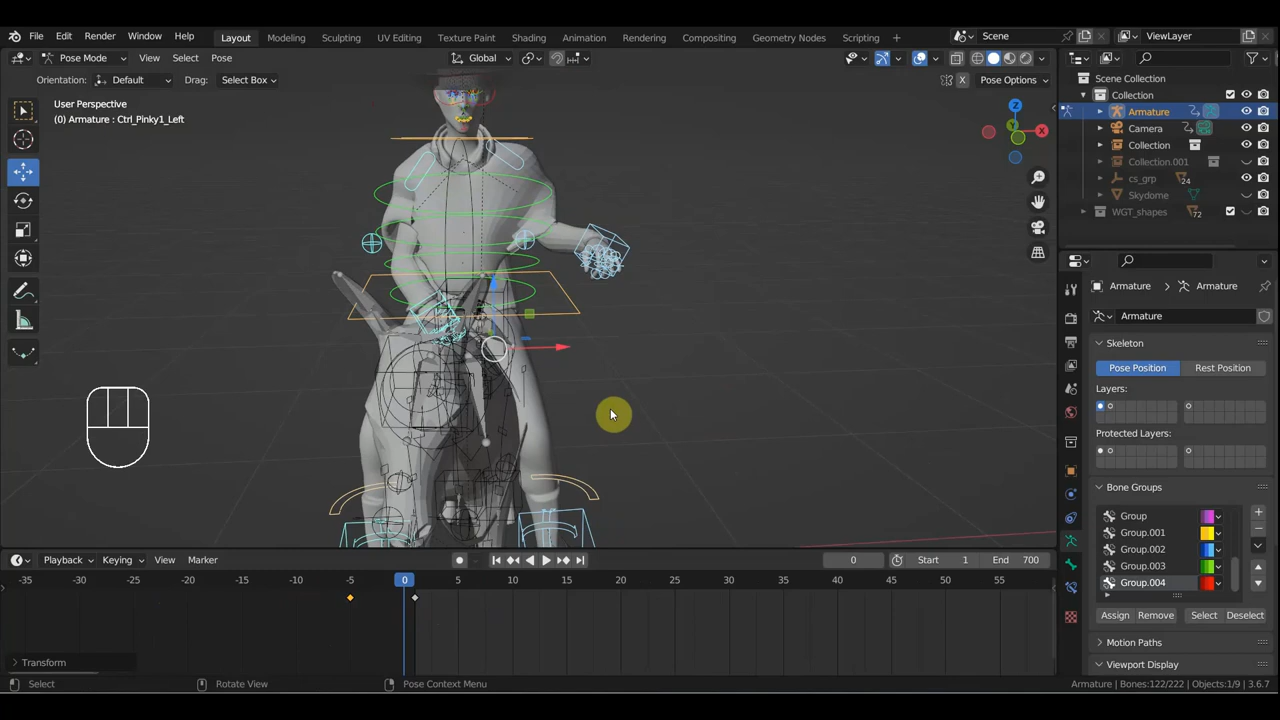 File Edit Render Window Help Layout Modeling Sculpting UV Editing Texture Paint Shading Animation Rendering Compositing Geometry Nodes Scripting + Scene ViewLayer
Pose Mode View Select Pose Global Scene Collection
Orientation: Default Drag: Select Box X Pose Options Collection
User Perspective
(0) Armature : Ctrl_Pinky1_Left
Z
Y
X
Armature
Camera
Collection
Collection.001
cs_grp 24
Skydome
WGT_shapes 72
Armature Armature
Armature
Skeleton
Pose Position Rest Position
Layers:
Protected Layers:
Bone Groups
Group
Group.001
Group.002
Group.003
Group.004
Assign Remove Select Deselect
Motion Paths
Viewport Display
Playback Keying View Marker 0 Start 1 End 700
-35 -30 -25 -20 -15 -10 -5 0 5 10 15 20 25 30 35 40 45 50 55
Transform
Select Rotate View Pose Context Menu Armature | Bones:122/222 | Objects:1/9 | 3.6.7